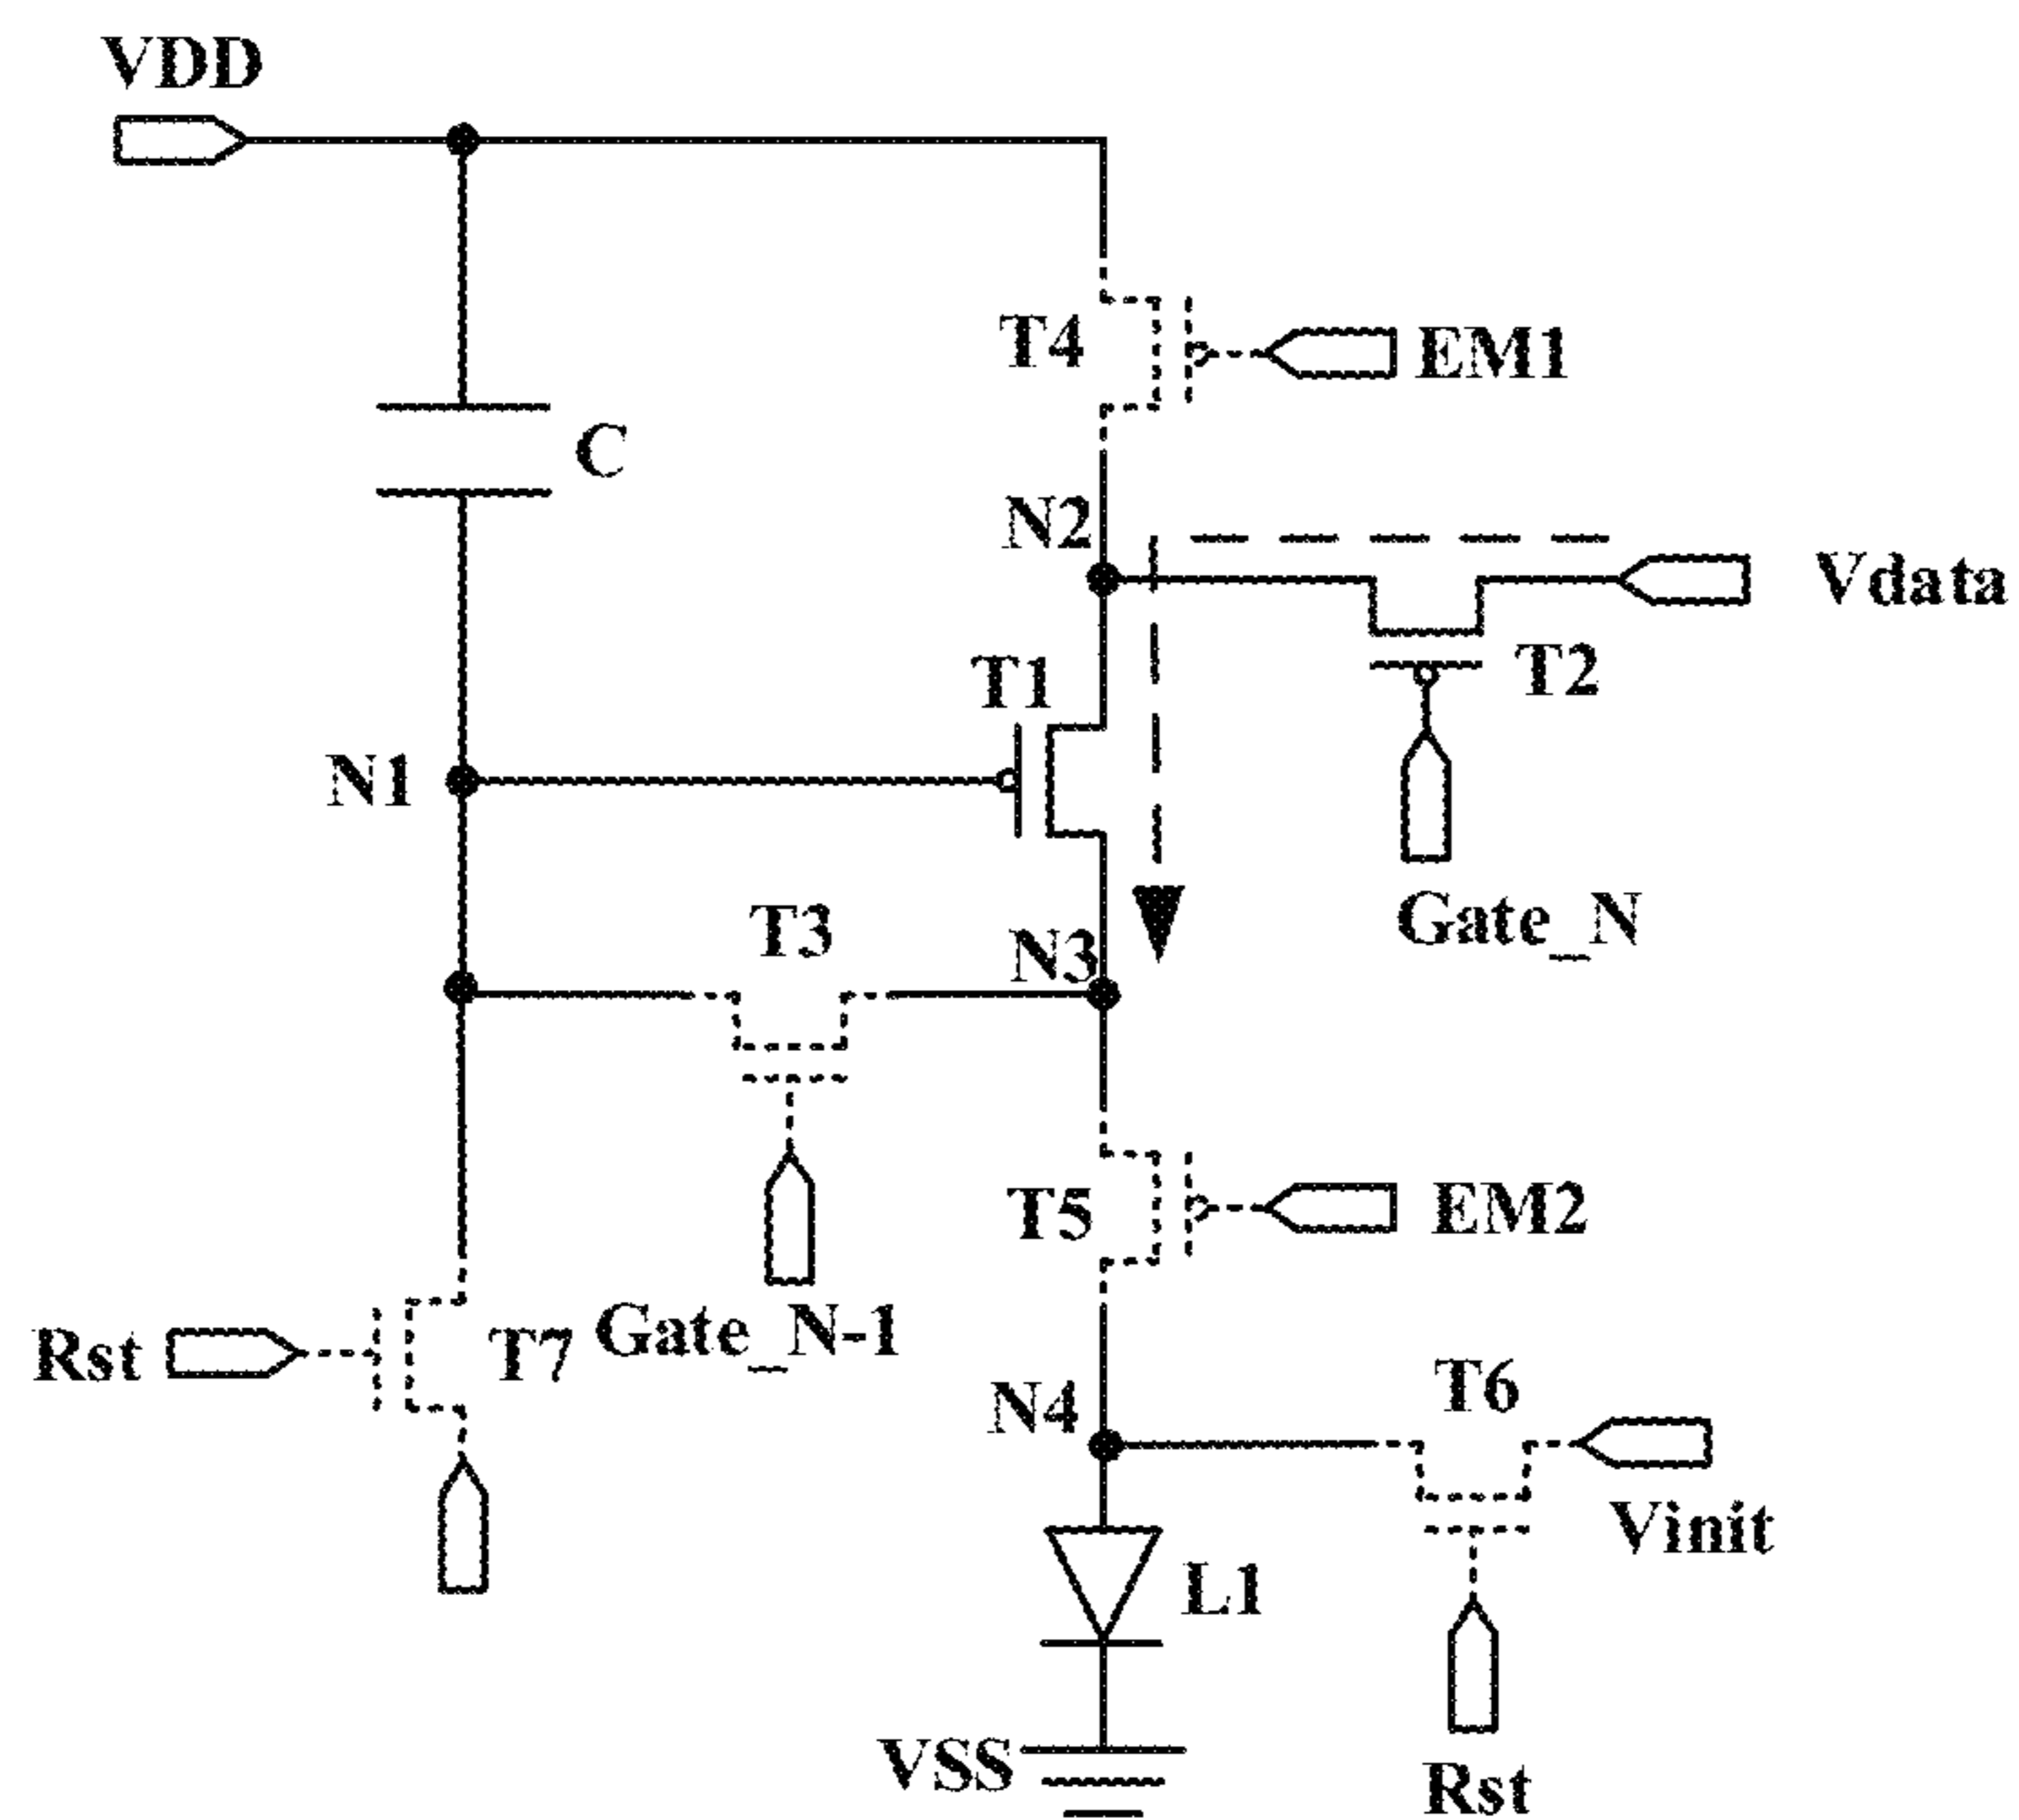 VDD
T4
EM1
C
N2
Vdata
T1
T2
N1
T3
N3
Gate_N
T5
EM2
Rst
T7
Gate_N-1
N4
T6
Vinit
L1
VSS
Rst